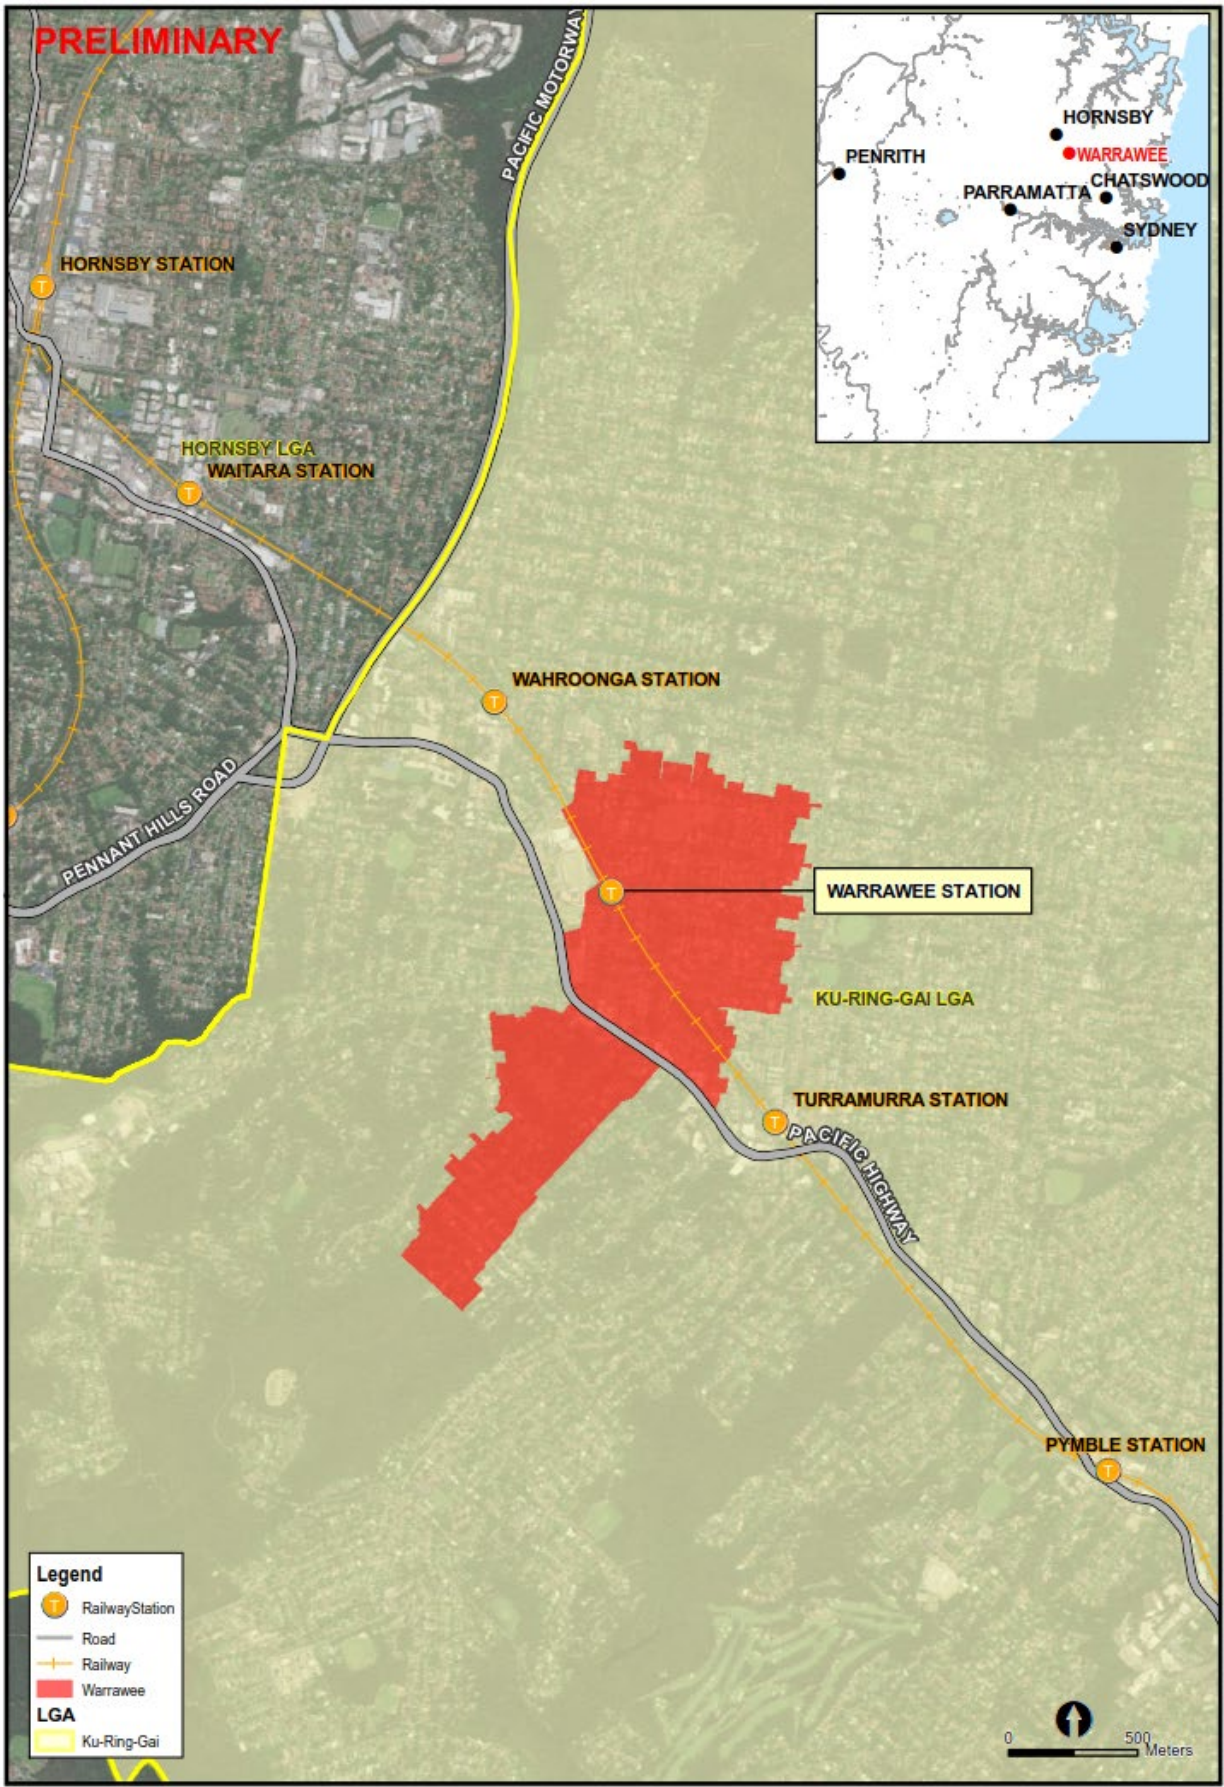 PRELIMINARY
PACIFIC MOTORWAY
HORNSBY
WARRAWEE
PENRITH
CHATSWOOD
PARRAMATTA
SYDNEY
HORNSBY STATION
T
HORNSBY LGA
WAITARA STATION
T
WAHROONGA STATION
T
PENNANT HILLS ROAD
WARRAWEE STATION
T
KU-RING-GAI LGA
TURRAMURRA STATION
T
PACIFIC HIGHWAY
PYMBLE STATION
T
Legend
T RailwayStation
Road
Railway
Warrawee
LGA
Ku-Ring-Gai
0 500
Meters